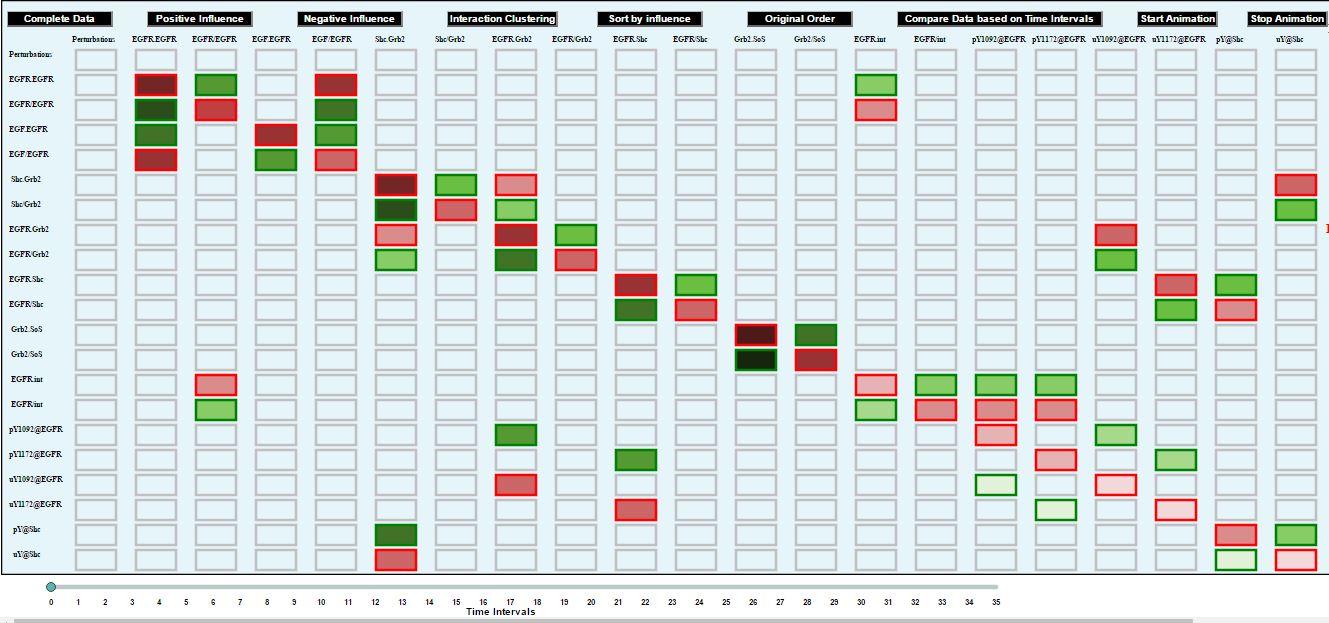 Complete Data Positive Influence Negative Influence Interaction Clustering Sort by influence Original Order Compare Data based on Time Intervals Start Animation Stop Animation
Perturbations EGFR.EGFR EGFR/EGFR EGF.EGFR EGF/EGFR Shc.Grb2 Shc/Grb2 EGFR.Grb2 EGFR/Grb2 EGFR.Shc EGFR/Shc Grb2.SoS Grb2/SoS EGFR.int EGFR/int pY1092@EGFR pY1172@EGFR uY1092@EGFR uY1172@EGFR pY@Shc uY@Shc
Perturbations
EGFR.EGFR
EGFR/EGFR
EGF.EGFR
EGF/EGFR
Shc.Grb2
Shc/Grb2
EGFR.Grb2
EGFR/Grb2
EGFR.Shc
EGFR/Shc
Grb2.SoS
Grb2/SoS
EGFR.int
EGFR/int
pY1092@EGFR
pY1172@EGFR
uY1092@EGFR
uY1172@EGFR
pY@Shc
uY@Shc
0 1 2 3 4 5 6 7 8 9 10 11 12 13 14 15 16 17 18 19 20 21 22 23 24 25 26 27 28 29 30 31 32 33 34 35
Time Intervals